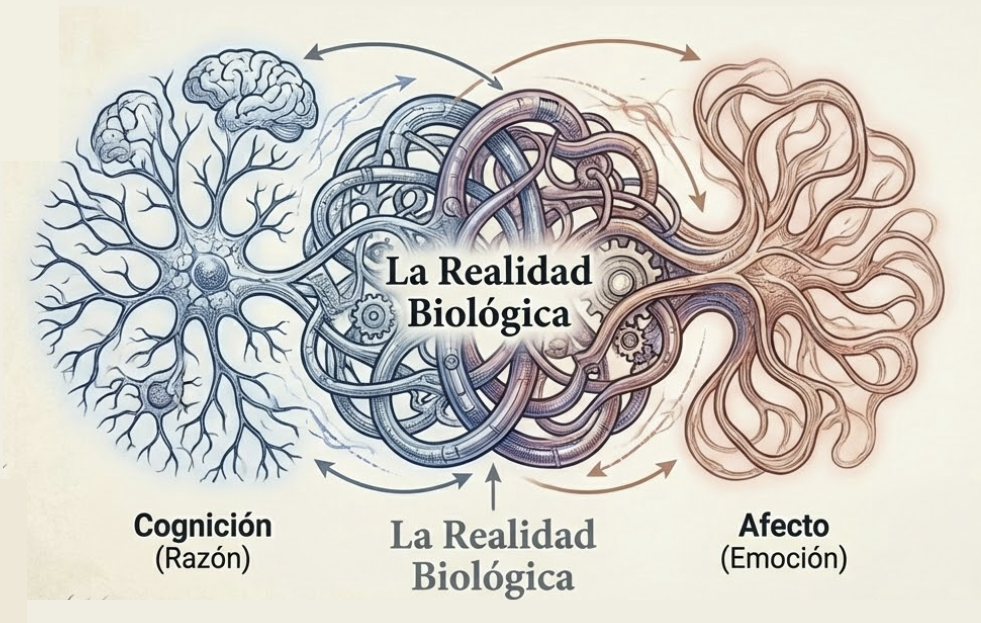 La Realidad
Biológica
Cognición
(Razón)
La Realidad
Biológica
Afecto
(Emoción)